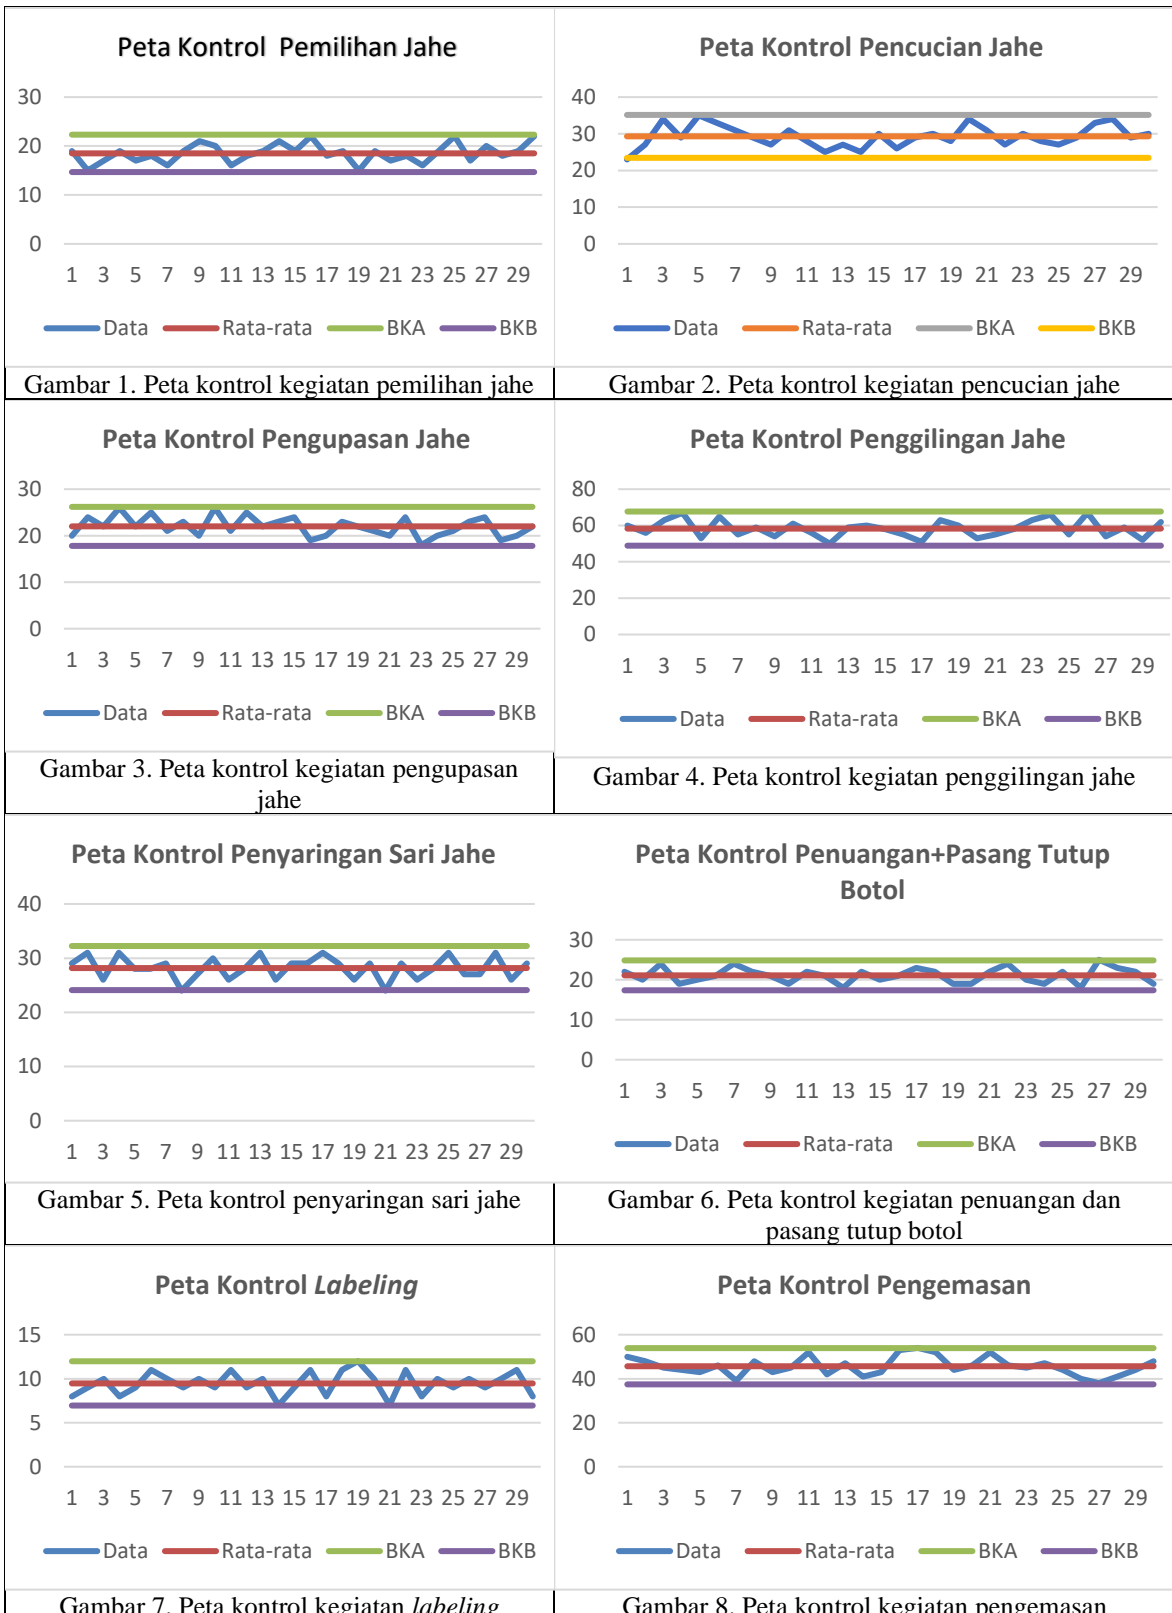 Peta Kontrol Pemilihan Jahe
30
20
10
0
1 3 5 7 9 11 13 15 17 19 21 23 25 27 29
Data Rata-rata BKA BKB
Gambar 1. Peta kontrol kegiatan pemilihan jahe
Peta Kontrol Pencucian Jahe
40
30
20
10
0
1 3 5 7 9 11 13 15 17 19 21 23 25 27 29
Data Rata-rata BKA BKB
Gambar 2. Peta kontrol kegiatan pencucian jahe
Peta Kontrol Pengupasan Jahe
30
20
10
0
1 3 5 7 9 11 13 15 17 19 21 23 25 27 29
Data Rata-rata BKA BKB
Gambar 3. Peta kontrol kegiatan pengupasan
jahe
Peta Kontrol Penggilingan Jahe
80
60
40
20
0
1 3 5 7 9 11 13 15 17 19 21 23 25 27 29
Data Rata-rata BKA BKB
Gambar 4. Peta kontrol kegiatan penggilingan jahe
Peta Kontrol Penyaringan Sari Jahe
40
30
20
10
0
1 3 5 7 9 11 13 15 17 19 21 23 25 27 29
Gambar 5. Peta kontrol penyaringan sari jahe
Peta Kontrol Penuangan+Pasang Tutup
Botol
30
20
10
0
1 3 5 7 9 11 13 15 17 19 21 23 25 27 29
Data Rata-rata BKA BKB
Gambar 6. Peta kontrol kegiatan penuangan dan
pasang tutup botol
Peta Kontrol Labeling
15
10
5
0
1 3 5 7 9 11 13 15 17 19 21 23 25 27 29
Data Rata-rata BKA BKB
Gambar 7. Peta kontrol kegiatan labeling
Peta Kontrol Pengemasan
60
40
20
0
1 3 5 7 9 11 13 15 17 19 21 23 25 27 29
Data Rata-rata BKA BKB
Gambar 8. Peta kontrol kegiatan pengemasan